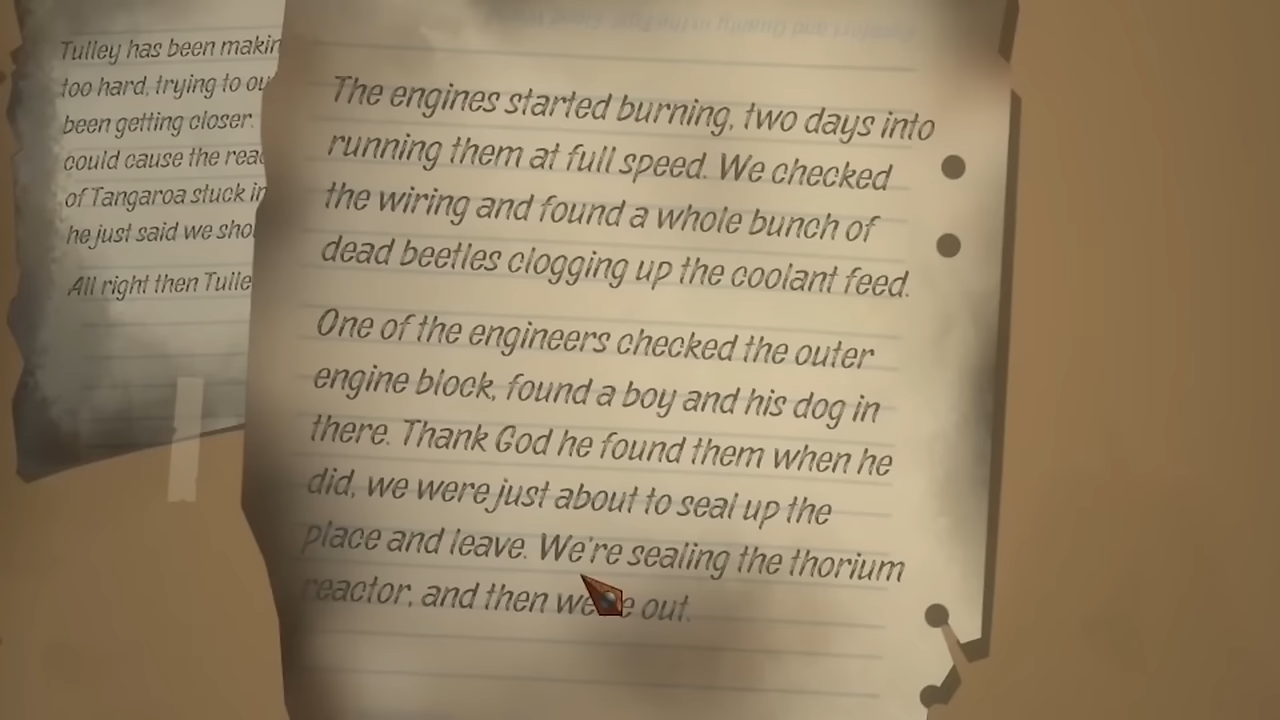 Tulley has been makin
too hard, trying to ou
been getting closer.
could cause the reac
of Tangaroa stuck in
he just said we sho
All right then Tulle
The engines started burning, two days into
running them at full speed. We checked
the wiring and found a whole bunch of
dead beetles clogging up the coolant feed.
One of the engineers checked the outer
engine block, found a boy and his dog in
there. Thank God he found them when he
did, we were just about to seal up the
place and leave. We're sealing the thorium
reactor, and then we're out.